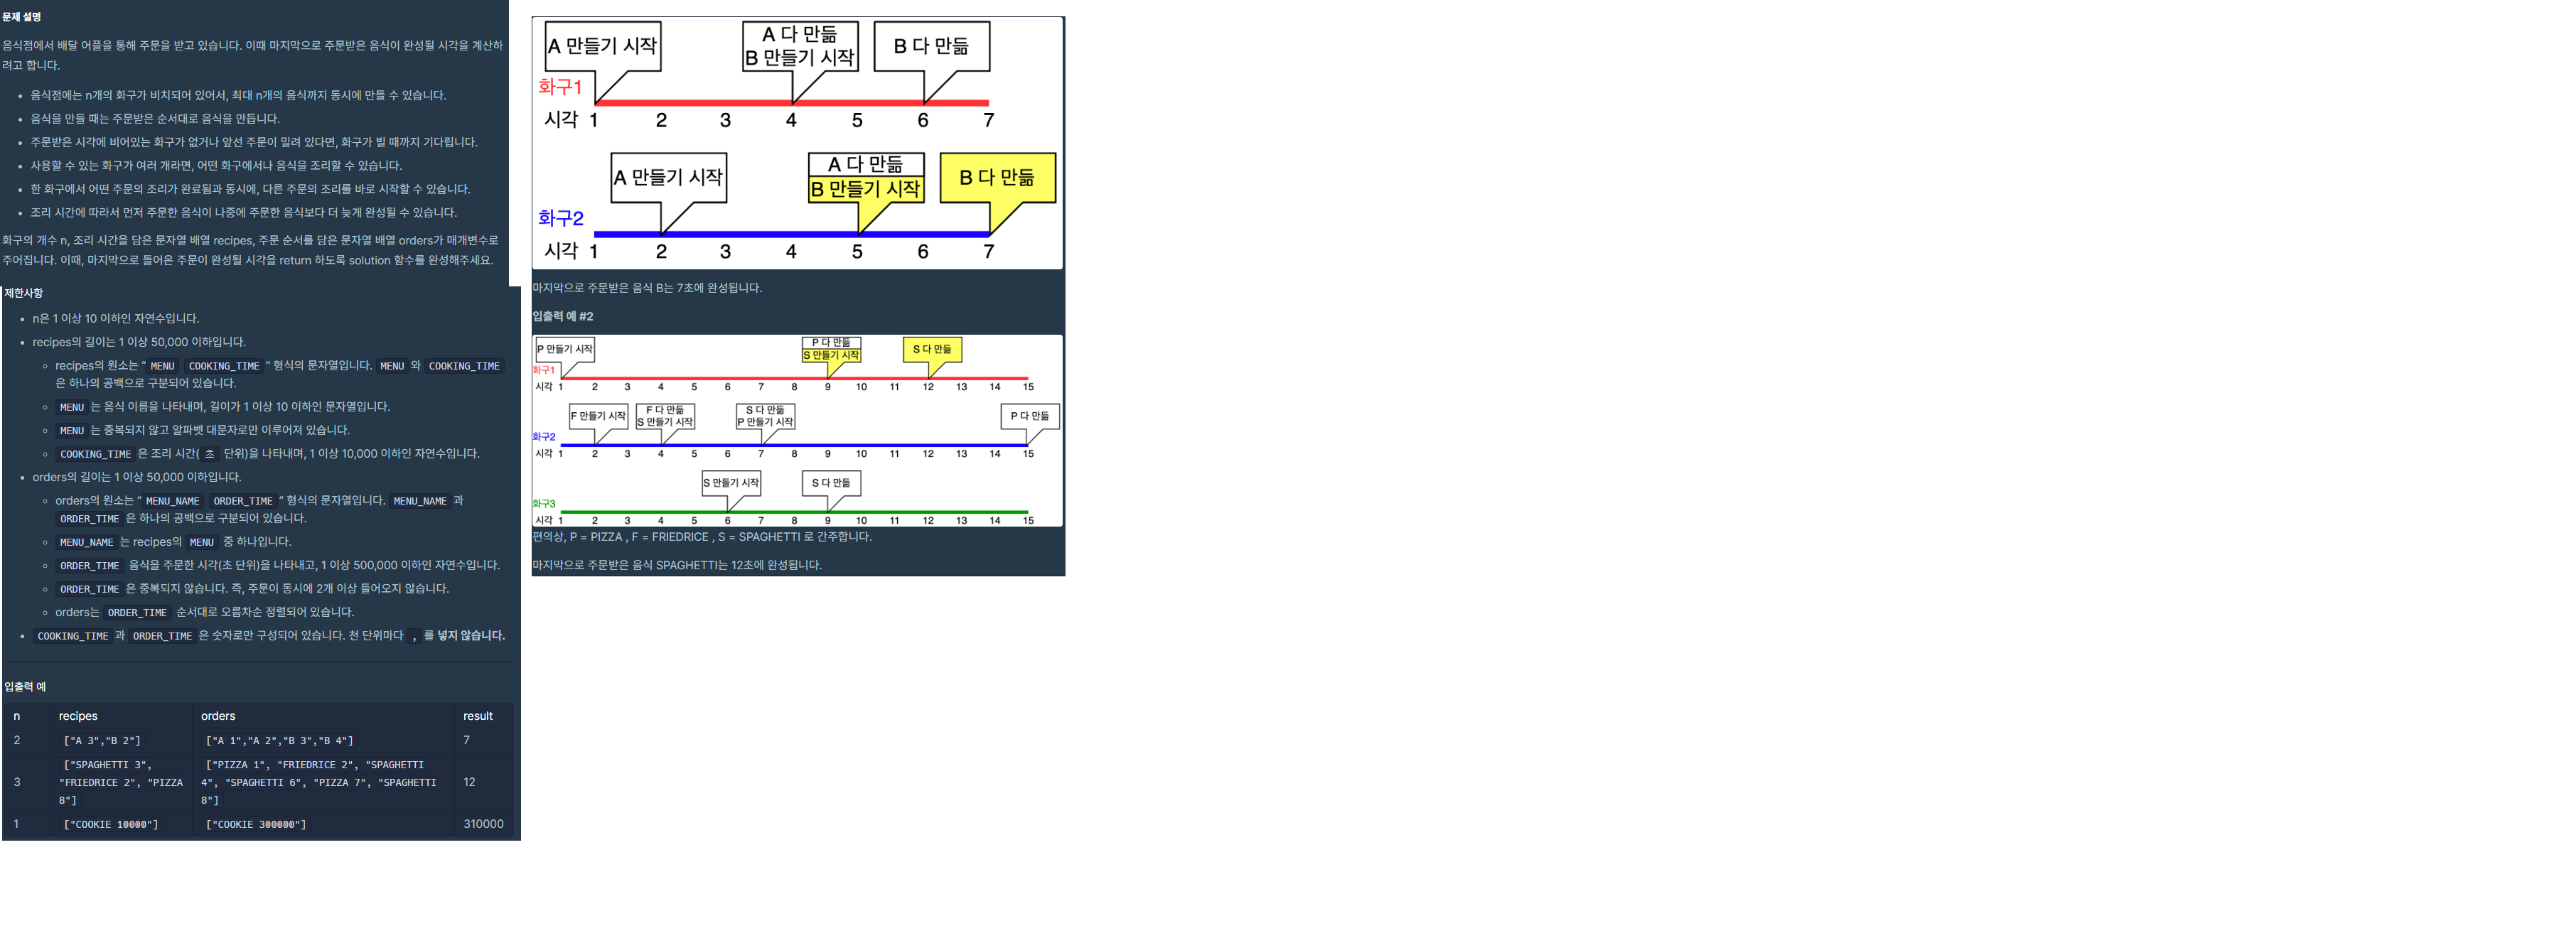 문제 설명
음식점에서 배달 어플을 통해 주문을 받고 있습니다. 이때 마지막으로 주문받은 음식이 완성될 시각을 계산하
려고 합니다.
• 음식점에는 n개의 화구가 비치되어 있어서, 최대 n개의 음식까지 동시에 만들 수 있습니다.
• 음식을 만들 때는 주문받은 순서대로 음식을 만듭니다.
• 주문받은 시각에 비어있는 화구가 없거나 앞선 주문이 밀려 있다면, 화구가 빌 때까지 기다립니다.
• 사용할 수 있는 화구가 여러 개라면, 어떤 화구에서나 음식을 조리할 수 있습니다.
• 한 화구에서 어떤 주문의 조리가 완료됨과 동시에, 다른 주문의 조리를 바로 시작할 수 있습니다.
• 조리 시간에 따라서 먼저 주문한 음식이 나중에 주문한 음식보다 더 늦게 완성될 수 있습니다.
화구의 개수 n, 조리 시간을 담은 문자열 배열 recipes, 주문 순서를 담은 문자열 배열 orders가 매개변수로
주어집니다. 이때, 마지막으로 들어온 주문이 완성될 시각을 return 하도록 solution 함수를 완성해주세요.
제한사항
• n은 1 이상 10 이하인 자연수입니다.
• recipes의 길이는 1 이상 50,000 이하입니다.
◦ recipes의 원소는 “MENU COOKING_TIME” 형식의 문자열입니다. MENU 와 COOKING_TIME
은 하나의 공백으로 구분되어 있습니다.
◦ MENU 는 음식 이름을 나타내며, 길이가 1 이상 10 이하인 문자열입니다.
◦ MENU 는 중복되지 않고 알파벳 대문자로만 이루어져 있습니다.
◦ COOKING_TIME 은 조리 시간( 초 단위)을 나타내며, 1 이상 10,000 이하인 자연수입니다.
• orders의 길이는 1 이상 50,000 이하입니다.
◦ orders의 원소는 “ MENU_NAME ORDER_TIME ” 형식의 문자열입니다. MENU_NAME 과
ORDER_TIME 은 하나의 공백으로 구분되어 있습니다.
◦ MENU_NAME 는 recipes의 MENU 중 하나입니다.
◦ ORDER_TIME 음식을 주문한 시각(초 단위)을 나타내고, 1 이상 500,000 이하인 자연수입니다.
◦ ORDER_TIME 은 중복되지 않습니다. 즉, 주문이 동시에 2개 이상 들어오지 않습니다.
◦ orders는 ORDER_TIME 순서대로 오름차순 정렬되어 있습니다.
• COOKING_TIME 과 ORDER_TIME 은 숫자로만 구성되어 있습니다. 천 단위마다 , 를 넣지 않습니다.
입출력 예
n recipes orders result
2 ["A 3","B 2"] ["A 1","A 2","B 3","B 4"] 7
3 ["SPAGHETTI 3", "FRIEDRICE 2", "PIZZA 8"] ["PIZZA 1", "FRIEDRICE 2", "SPAGHETTI 4", "SPAGHETTI 6", "PIZZA 7", "SPAGHETTI 8"] 12
1 ["COOKIE 10000"] ["COOKIE 300000"] 310000
A 만들기 시작
A 다 만듦
B 만들기 시작
B 다 만듦
화구1
시각 1 2 3 4 5 6 7
A 만들기 시작
A 다 만듦
B 만들기 시작
B 다 만듦
화구2
시각 1 2 3 4 5 6 7
마지막으로 주문받은 음식 B는 7초에 완성됩니다.
입출력 예 #2
P 만들기 시작
P 다 만듦
S 만들기 시작
S 다 만듦
화구1
시각 1 2 3 4 5 6 7 8 9 10 11 12 13 14 15
F 만들기 시작
F 다 만듦
S 만들기 시작
S 다 만듦
P 만들기 시작
P 다 만듦
화구2
시각 1 2 3 4 5 6 7 8 9 10 11 12 13 14 15
S 만들기 시작
S 다 만듦
화구3
시각 1 2 3 4 5 6 7 8 9 10 11 12 13 14 15
편의상, P = PIZZA , F = FRIEDRICE , S = SPAGHETTI 로 간주합니다.
마지막으로 주문받은 음식 SPAGHETTI는 12초에 완성됩니다.